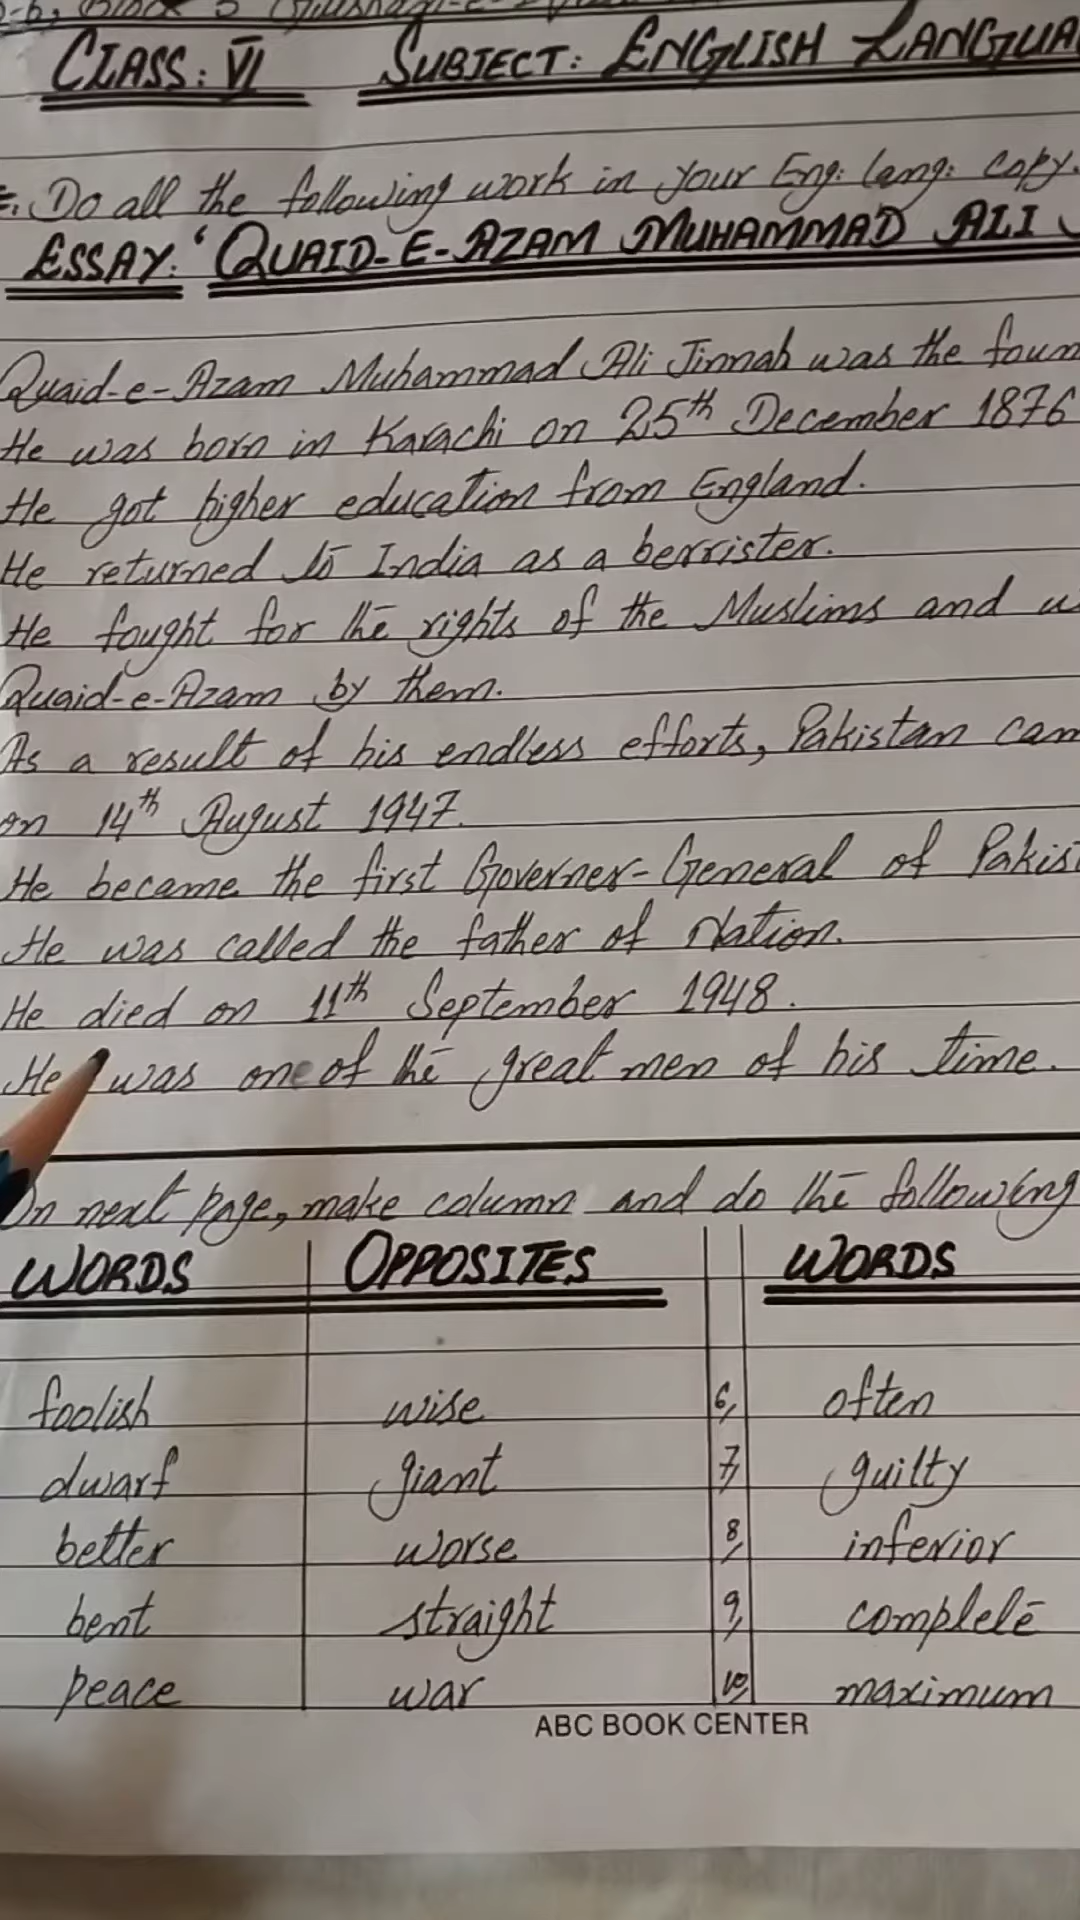 CLASS: VI SUBJECT: ENGLISH
Do all the following work in your Eng: lang: copy.
ESSAY: 'QUAID-E-AZAM MUHAMMAD ALI
Quaid-e-Azam Muhammad Ali Jinnah was the
He was born in Karachi on 25th December 1876
He got higher education from England.
He returned to India as a berrister.
He fought for the rights of the Muslims and
Quaid-e-Azam by them.
As a result of his endless efforts, Pakistan
on 14th August 1947.
He became the first Governer-General of
He was called the father of Nation.
He died on 11th September 1948.
He was one of the great men of his time.
On next page, make column and do the following
WORDS OPPOSITES WORDS
foolish wise 6, often
dwarf giant 7, guilty
better worse 8, inferior
bent straight 9, complete
peace war 10, maximum
ABC BOOK CENTER